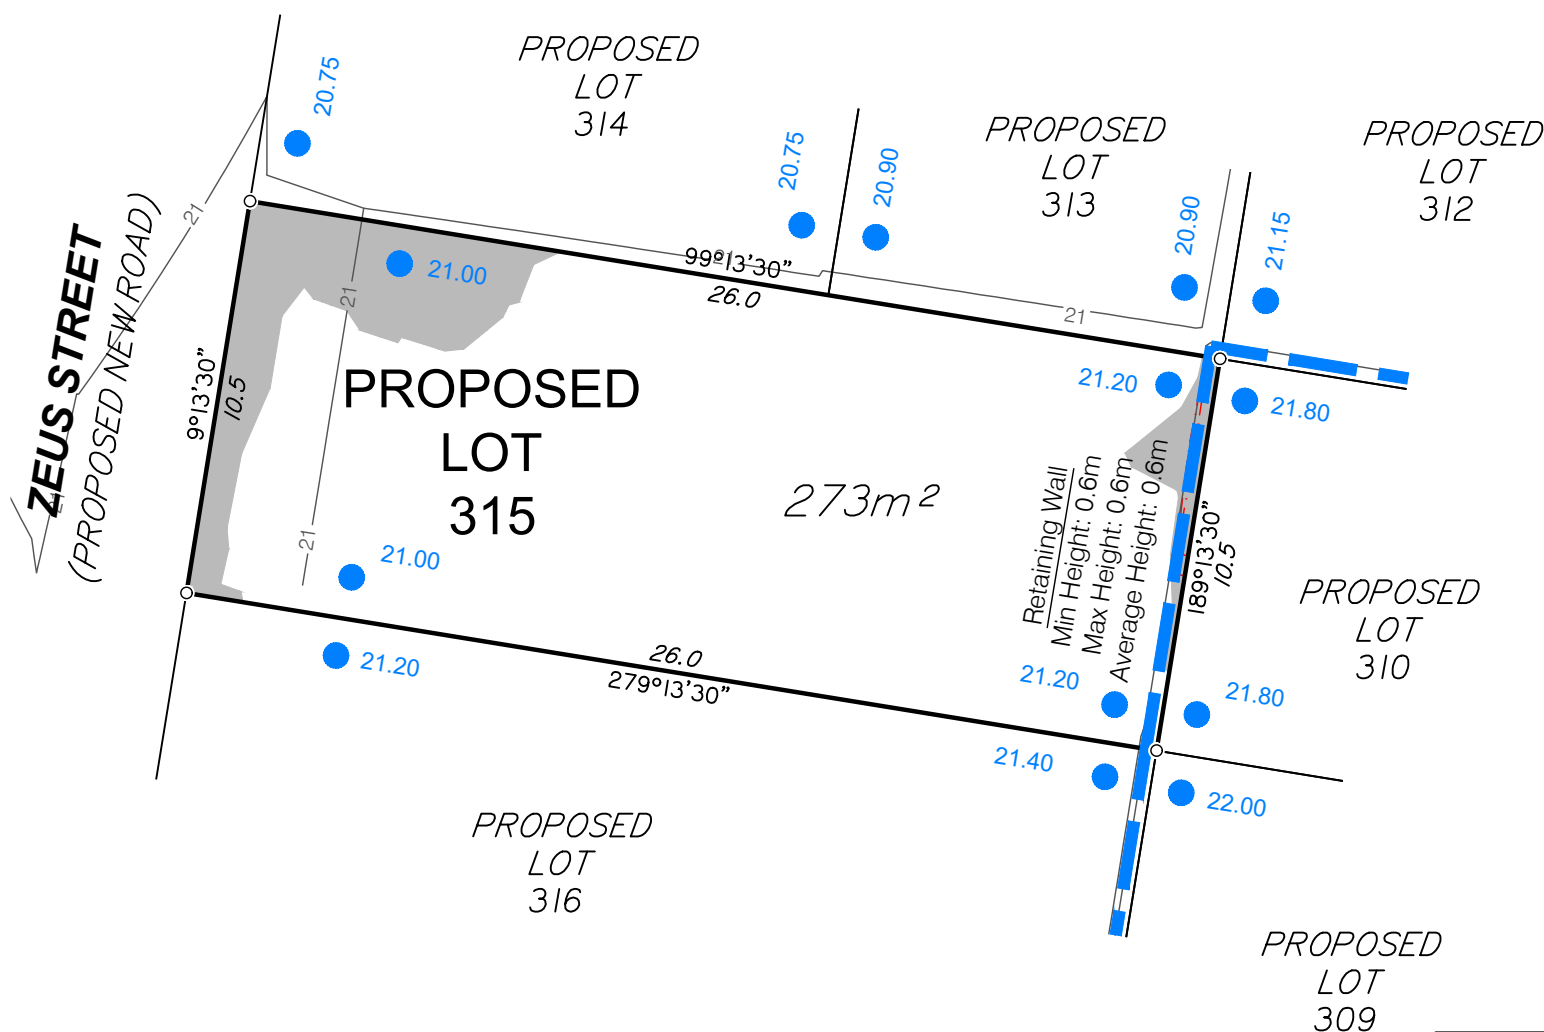 PROPOSED
LOT
314
20.75
20.75
20.90
PROPOSED
LOT
313
20.90
21.15
PROPOSED
LOT
312
21
ZEUS STREET
(PROPOSED NEW ROAD)
21
21.00
21
99°13'30"
26.0
21
21
9°13'30"
10.5
PROPOSED
LOT
315
273m²
21.20
21.80
Retaining Wall
Min Height: 0.6m
Max Height: 0.6m
Average Height: 0.6m
189°13'30"
10.5
21
21
21.00
21.20
26.0
279°13'30"
21.20
21.80
21.40
22.00
PROPOSED
LOT
310
PROPOSED
LOT
316
PROPOSED
LOT
309